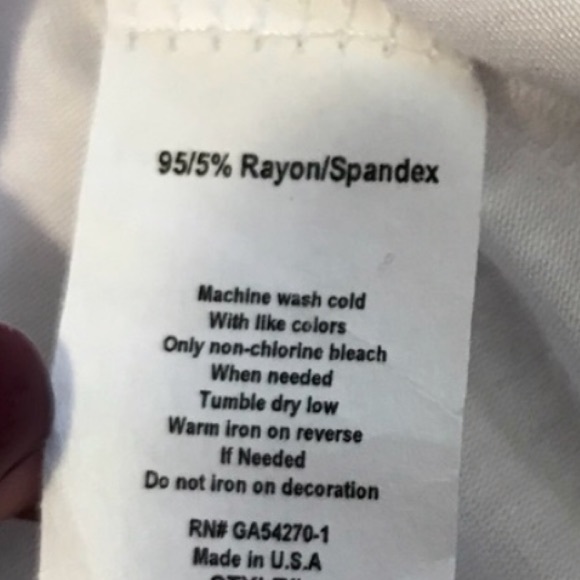 95/5% Rayon/Spandex
Machine wash cold
With like colors
Only non-chlorine bleach
When needed
Tumble dry low
Warm iron on reverse
If Needed
Do not iron on decoration
RN# GA54270-1
Made in U.S.A